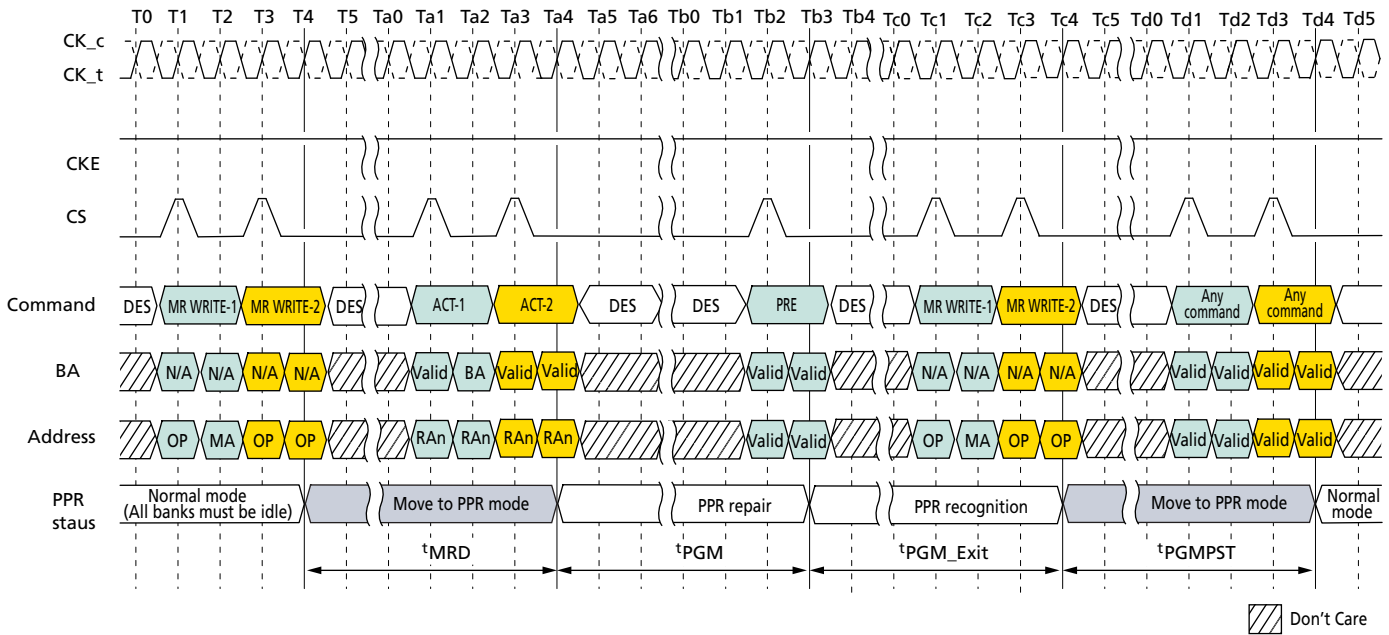 T0 T1 T2 T3 T4 T5 Ta0 Ta1 Ta2 Ta3 Ta4 Ta5 Ta6 Tb0 Tb1 Tb2 Tb3 Tb4 Tc0 Tc1 Tc2 Tc3 Tc4 Tc5 Td0 Td1 Td2 Td3 Td4 Td5
CK_c
CK_t
CKE
CS
Command DES MR WRITE-1 MR WRITE-2 DES ACT-1 ACT-2 DES DES PRE DES MR WRITE-1 MR WRITE-2 DES Any command Any command
BA N/A N/A N/A N/A Valid BA Valid Valid Valid Valid N/A N/A N/A N/A Valid Valid Valid Valid
Address OP MA OP OP RAn RAn RAn RAn Valid Valid OP MA OP OP Valid Valid Valid Valid
PPR
staus
Normal mode
(All banks must be idle)
Move to PPR mode
PPR repair
PPR recognition
Move to PPR mode
Normal
mode
tMRD tPGM tPGM_Exit tPGMPST
Don't Care